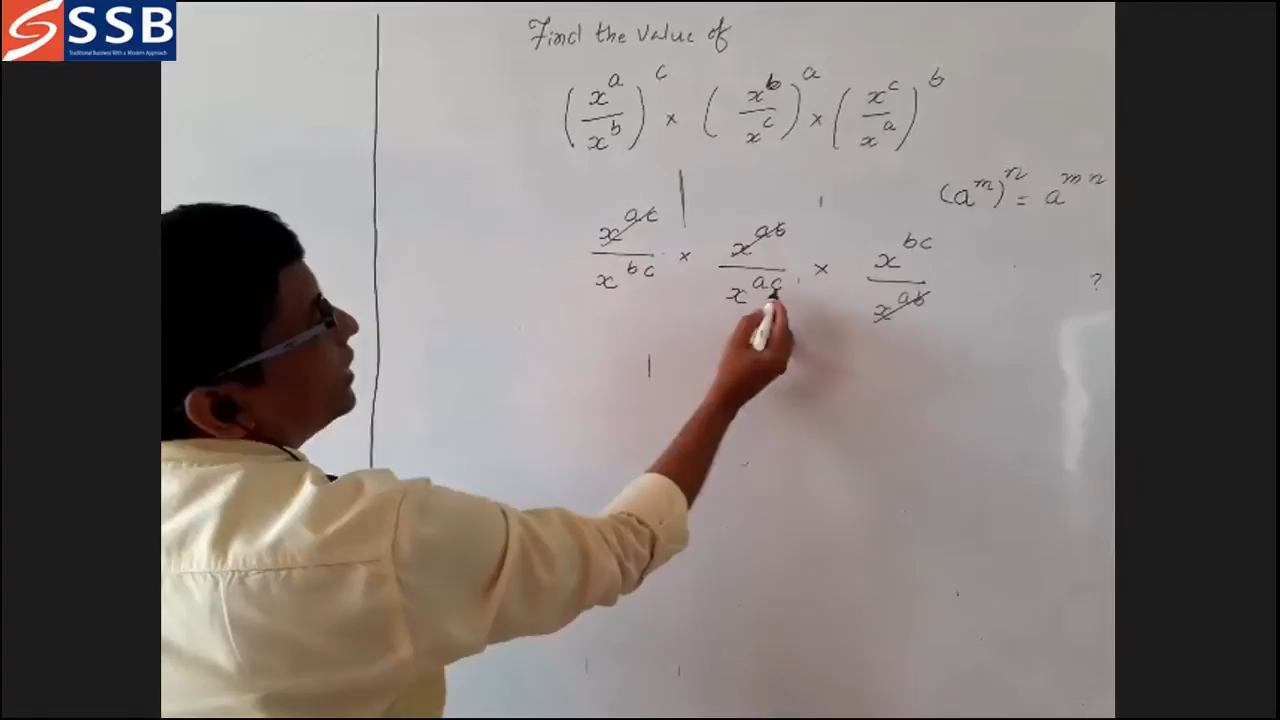 SSB
Traditional Business With a Modern Approach
Find the value of
(x^a/x^b)^c × (x^b/x^c)^a × (x^c/x^a)^b
(a^m)^n = a^mn
x^ac/x^bc × x^ab/x^ac × x^bc/x^ab ?